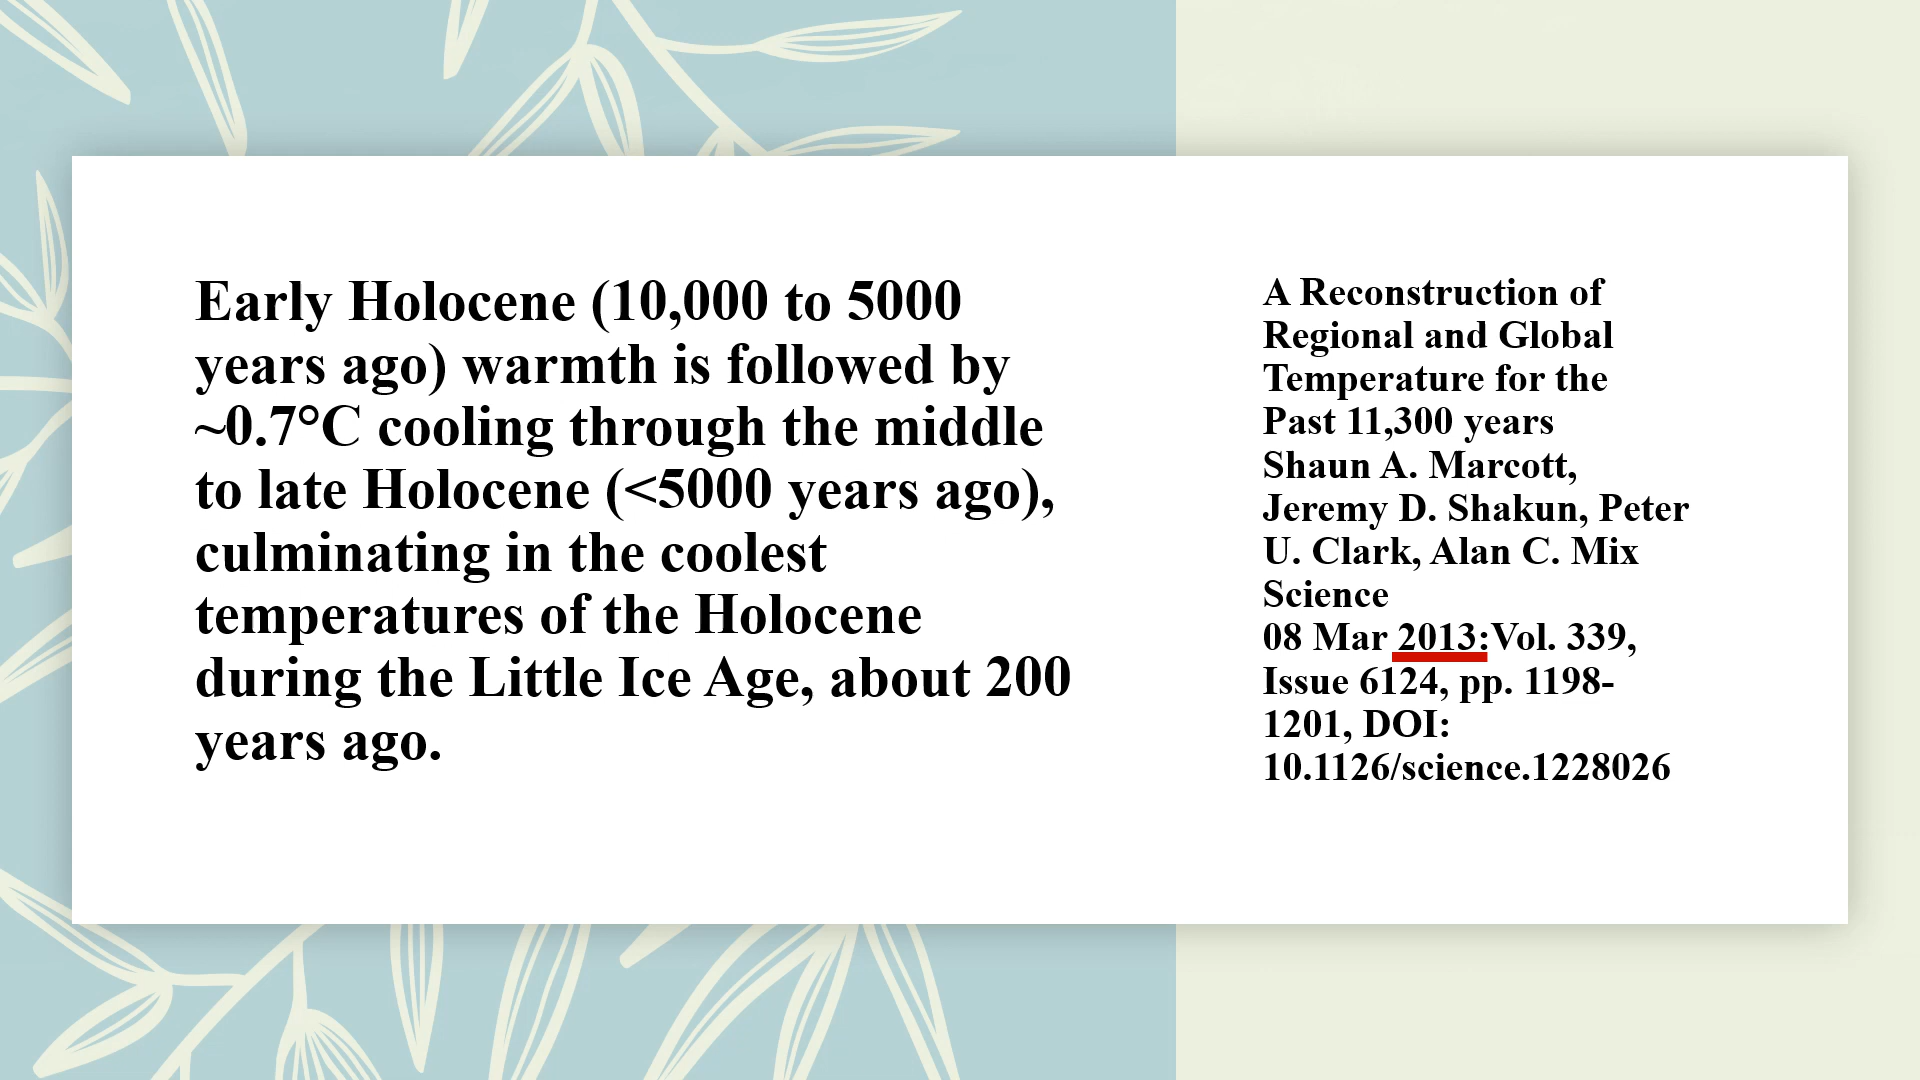 Early Holocene (10,000 to 5000
years ago) warmth is followed by
~0.7°C cooling through the middle
to late Holocene (<5000 years ago),
culminating in the coolest
temperatures of the Holocene
during the Little Ice Age, about 200
years ago.
A Reconstruction of
Regional and Global
Temperature for the
Past 11,300 years
Shaun A. Marcott,
Jeremy D. Shakun, Peter
U. Clark, Alan C. Mix
Science
08 Mar 2013:Vol. 339,
Issue 6124, pp. 1198-
1201, DOI:
10.1126/science.1228026